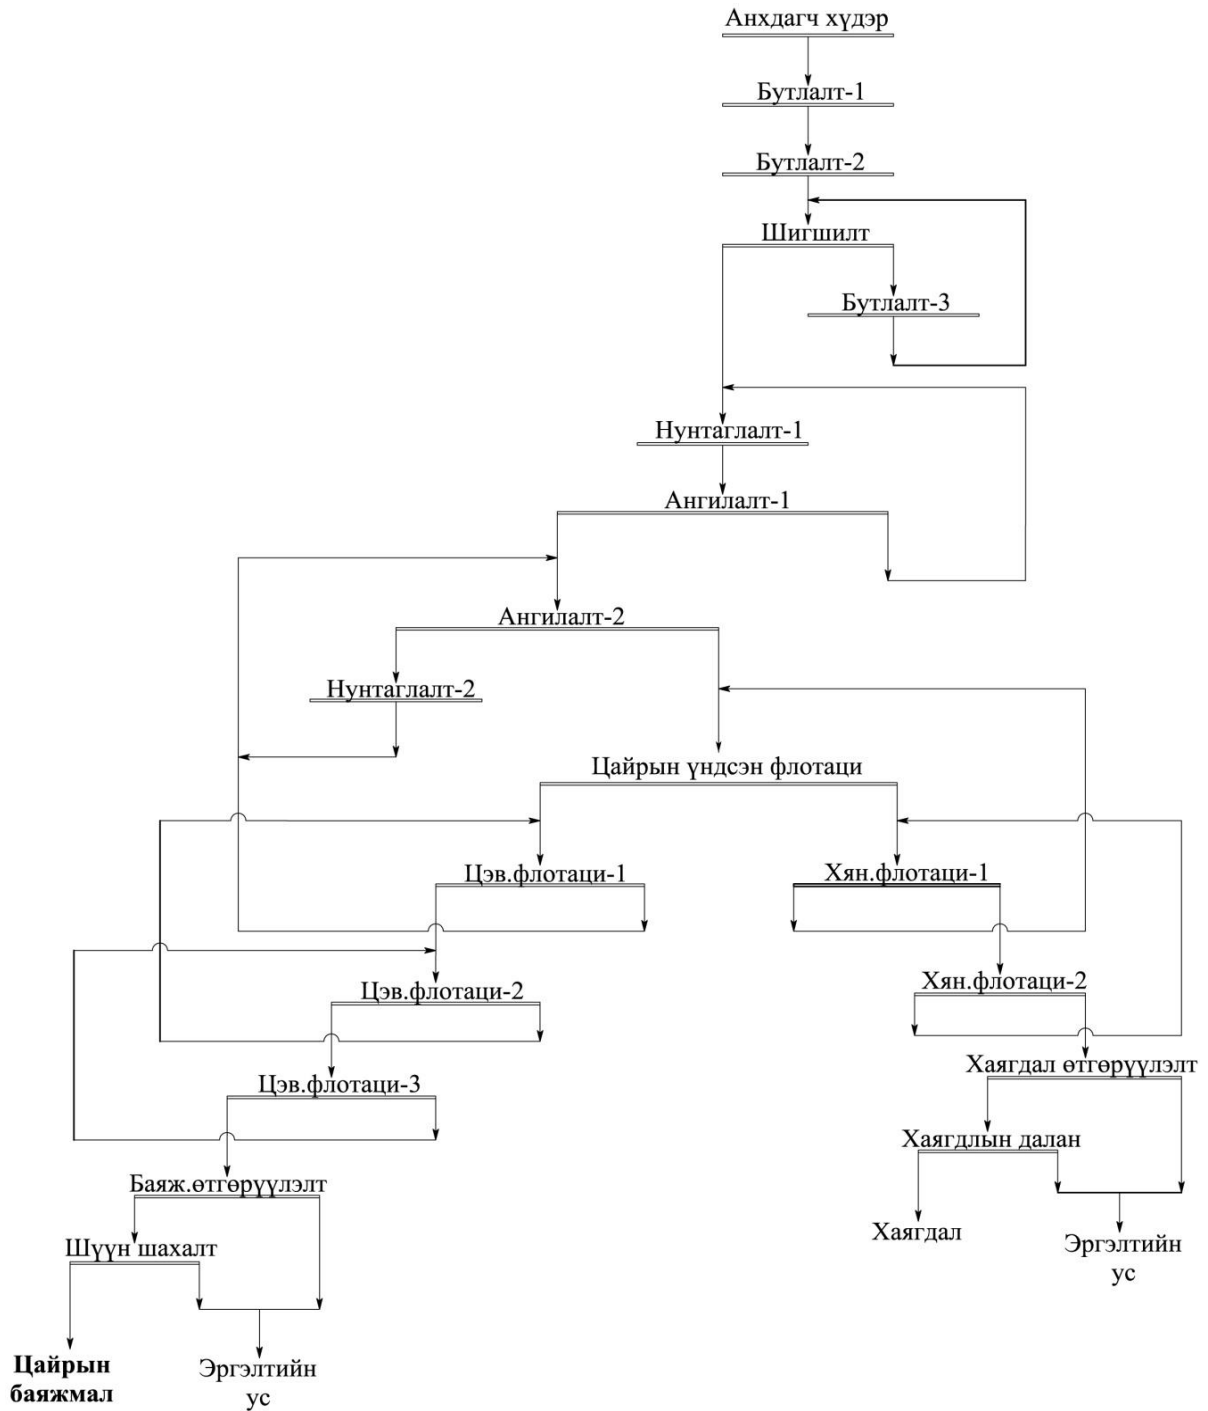 Анхдагч хүдэр
Бутлалт-1
Бутлалт-2
Шигшилт
Бутлалт-3
Нунтаглалт-1
Ангилалт-1
Ангилалт-2
Нунтаглалт-2
Цайрын үндсэн флотаци
Цэв.флотаци-1
Хян.флотаци-1
Цэв.флотаци-2
Хян.флотаци-2
Цэв.флотаци-3
Хаягдал өтгөрүүлэлт
Хаягдлын далан
Баяж.өтгөрүүлэлт
Хаягдал
Эргэлтийн
ус
Шүүн шахалт
Цайрын
баяжмал
Эргэлтийн
ус